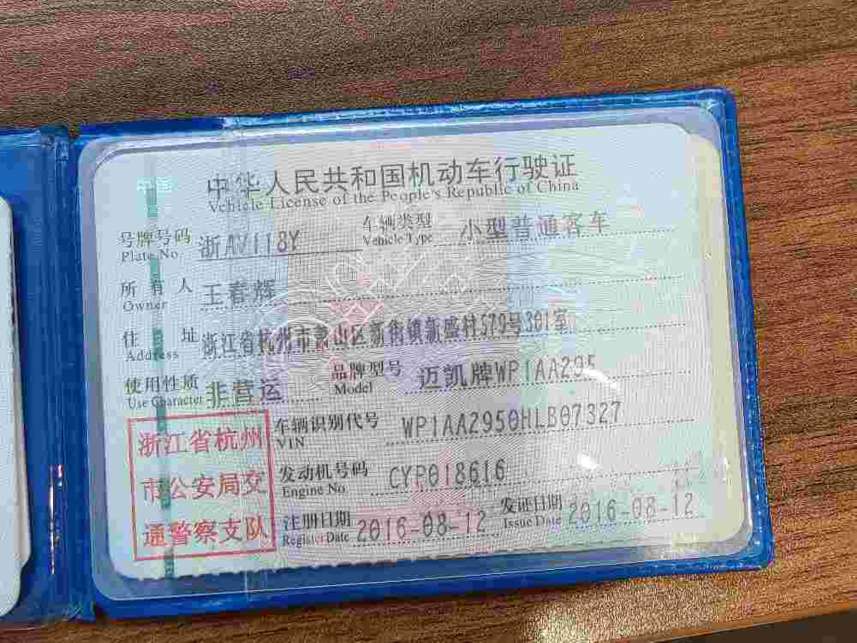 中华人民共和国机动车行驶证
Vehicle License of the People's Republic of China
号牌号码 浙AV118Y 车辆类型 小型普通客车
Plate No Vehicle Type
所有人 王春辉
Owner
住址 浙江省杭州市萧山区新街镇新盛村579号301室
Address
使用性质 非营运 品牌型号 迈凯牌WP1AA295
Use Character Model
浙江省杭州
市公安局交
通警察支队
车辆识别代号 WP1AA2950HLB07327
VIN
发动机号码 CYP018616
Engine No
注册日期 2016-08-12 发证日期 2016-08-12
Register Date Issue Date